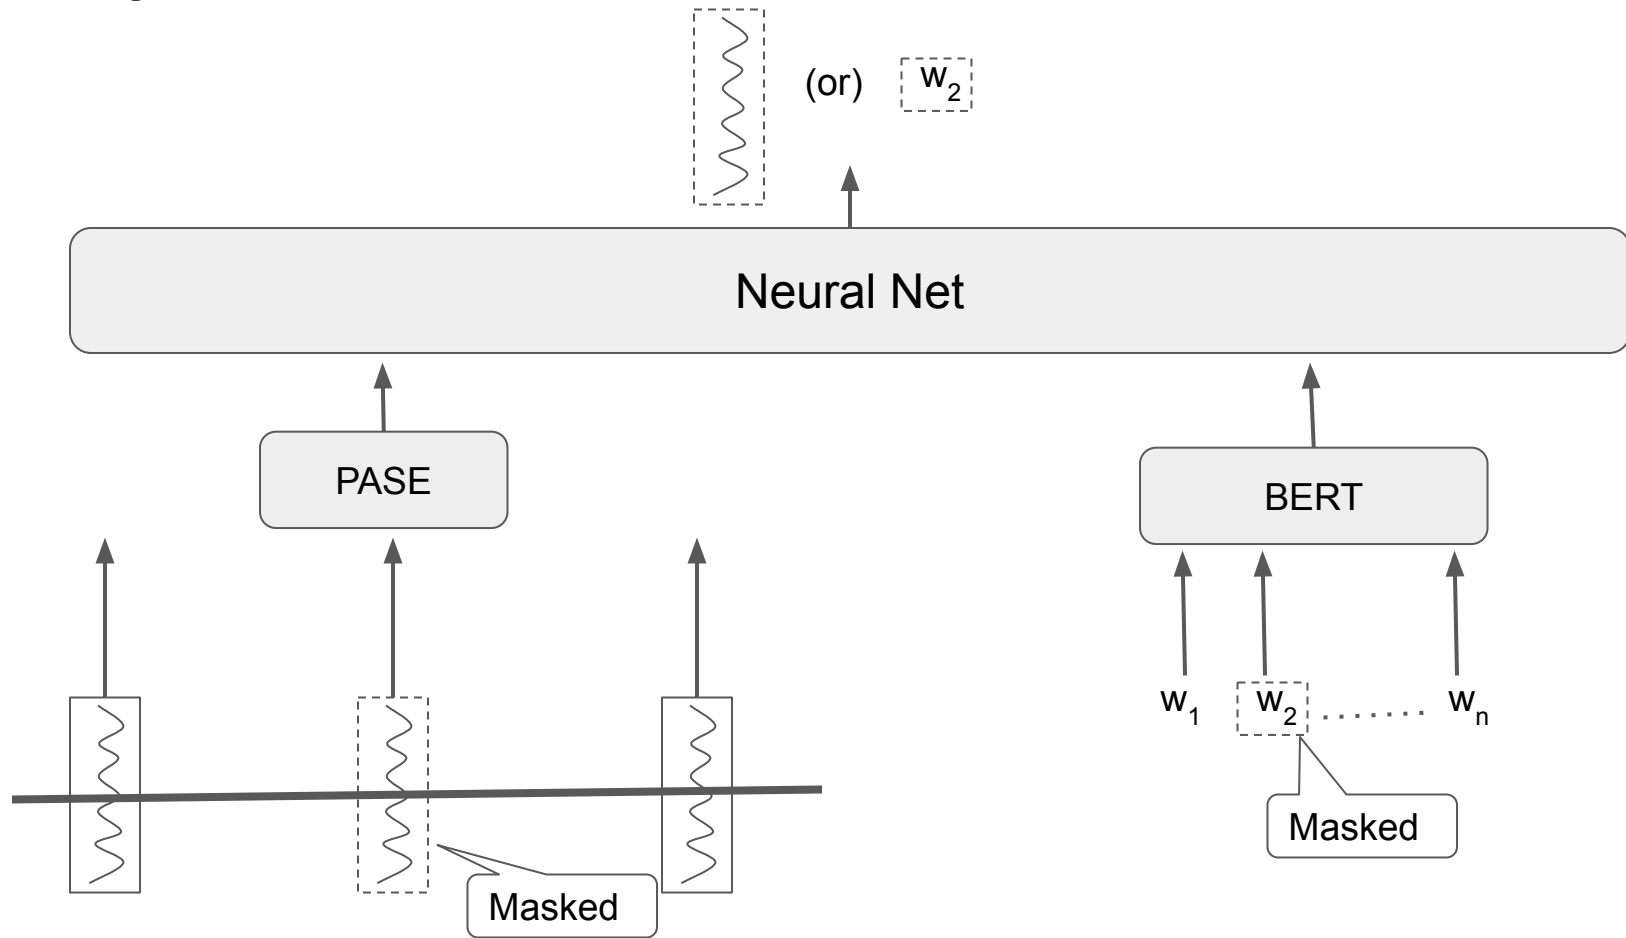 (or) w2
Neural Net
PASE
BERT
w1 w2 ....... wn
Masked
Masked